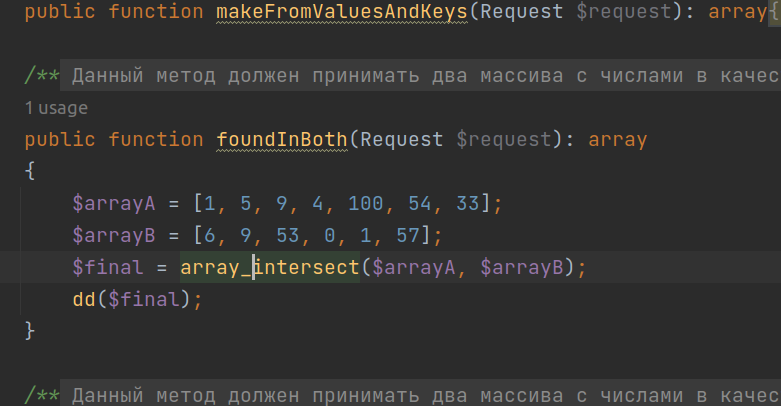 public function makeFromValuesAndKeys(Request $request): array{
/** Данный метод должен принимать два массива с числами в качес
1 usage
public function foundInBoth(Request $request): array
{
$arrayA = [1, 5, 9, 4, 100, 54, 33];
$arrayB = [6, 9, 53, 0, 1, 57];
$final = array_intersect($arrayA, $arrayB);
dd($final);
}
/** Данный метод должен принимать два массива с числами в качес